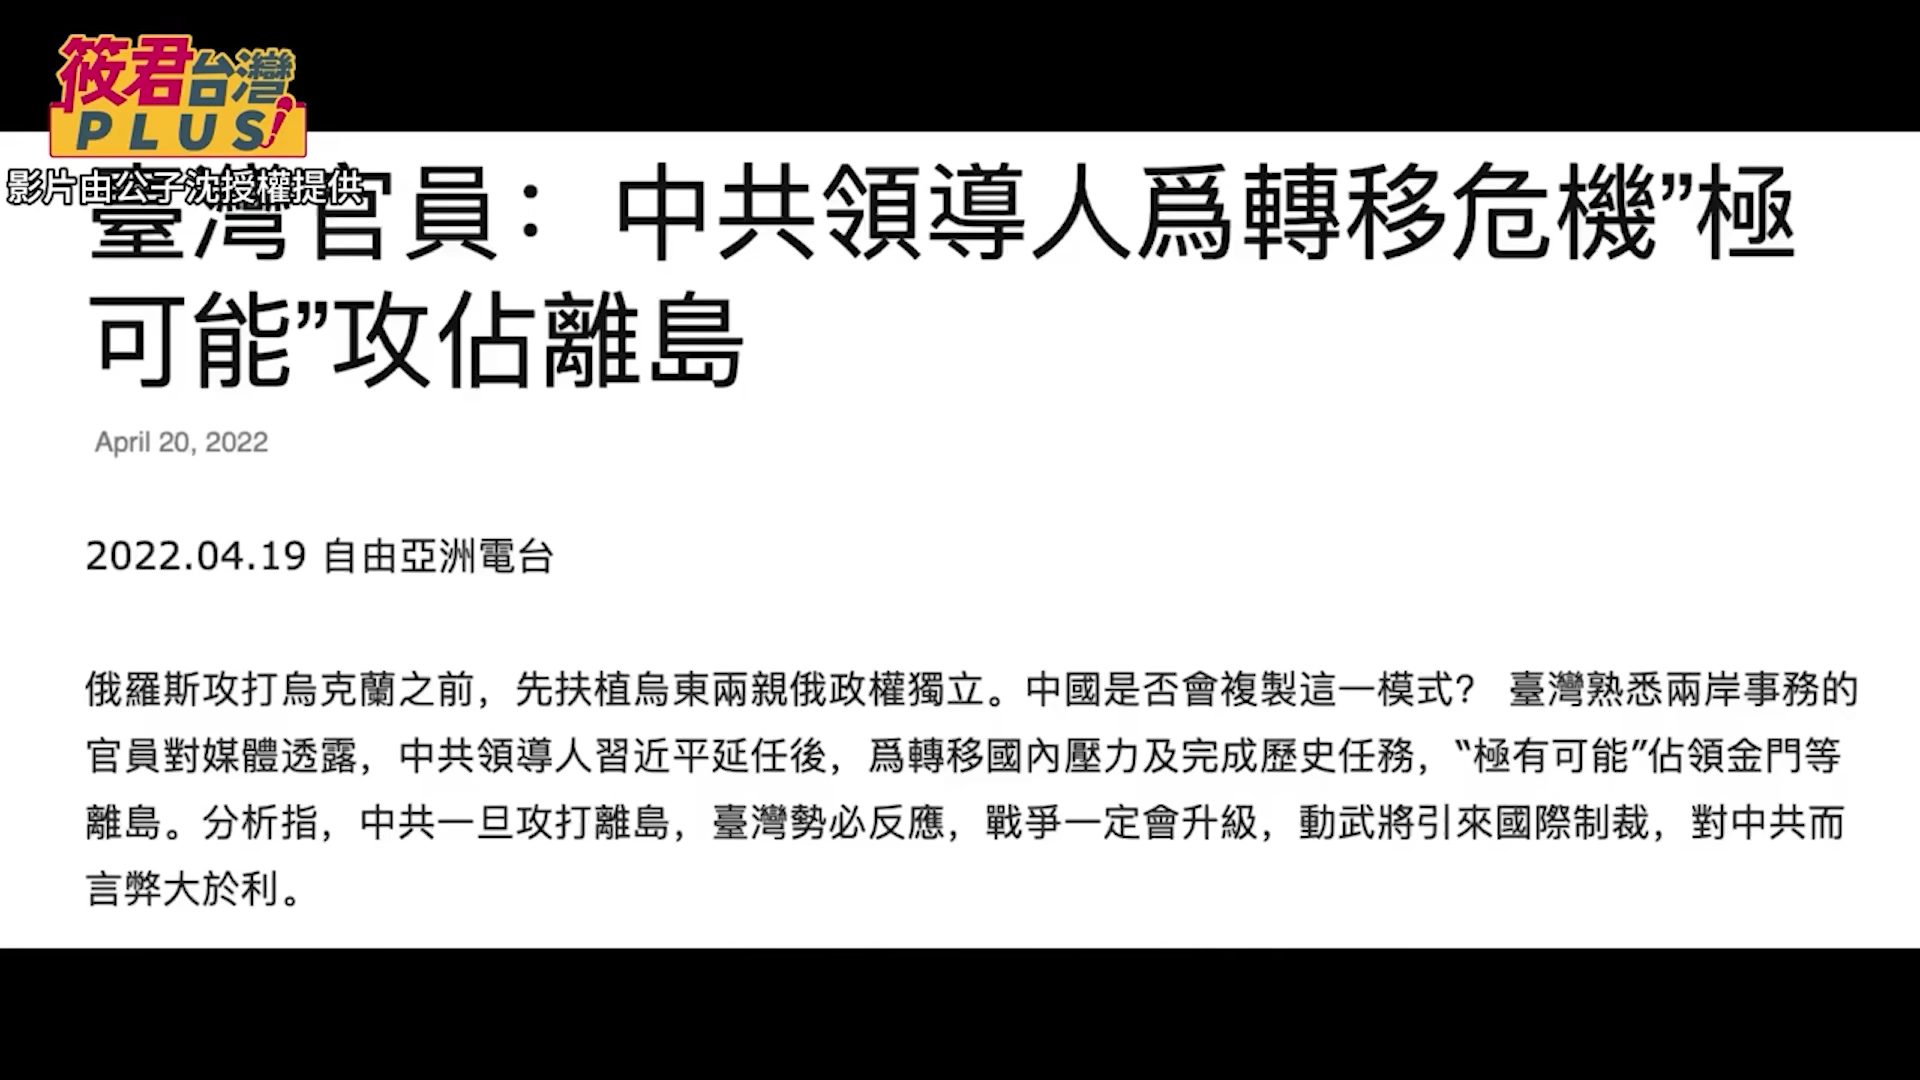 筱君台灣
PLUS!
影片由公子沈授權提供
臺灣官員：中共領導人爲轉移危機”極
可能”攻佔離島
April 20, 2022
2022.04.19 自由亞洲電台
俄羅斯攻打烏克蘭之前，先扶植烏東兩親俄政權獨立。中國是否會複製這一模式？ 臺灣熟悉兩岸事務的
官員對媒體透露，中共領導人習近平延任後，爲轉移國內壓力及完成歷史任務，“極有可能”佔領金門等
離島。分析指，中共一旦攻打離島，臺灣勢必反應，戰爭一定會升級，動武將引來國際制裁，對中共而
言弊大於利。